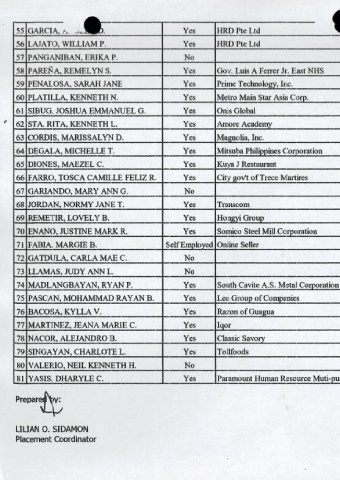 55 GARCIA, D. Yes HRD Pte Ltd
56 LAJATO, WILLIAM P. Yes HRD Pte Ltd
57 PANGANIBAN, ERIKA P. No
58 PAREÑA, REMELYN S. Yes Gov. Luis A Ferrer Jr. East NHS
59 PENALOSA, SARAH JANE Yes Prime Technology, Inc.
60 PLATILLA, KENNETH N. Yes Metro Main Star Asia Corp.
61 SIBUG. JOSHUA EMMANUEL G. Yes Onis Global
62 STA. RITA, KENNETH L. Yes Amore Academy
63 CORDIS, MARISSALYN D. Yes Magnolia, Inc.
64 DEGALA, MICHELLE T. Yes Mitsuba Philippines Corporation
65 DIONES, MAEZEL C. Yes Kuya J Restaurant
66 FARRO, TOSCA CAMILLE FELIZ R. Yes City gov't of Trece Martires
67 GARIANDO, MARY ANN G. No
68 JORDAN, NORMY JANE T. Yes Transcom
69 REMETIR, LOVELY B. Yes Hongyi Group
70 ENANO, JUSTINE MARK R. Yes Somico Steel Mill Corporation
71 FABIA. MARGIE B. Self Employed Online Seller
72 GATDULA, CARLA MAE C. No
73 LLAMAS, JUDY ANN L. No
74 MADLANGBAYAN, RYAN P. Yes South Cavite A.S. Metal Corporation
75 PASCAN, MOHAMMAD RAYAN B. Yes Lee Group of Companies
76 BACOSA, KYLLA V. Yes Razon of Guagua
77 MARTINEZ, JEANA MARIE C. Yes Iqor
78 NACOR, ALEJANDRO B. Yes Classic Savory
79 SINGAYAN, CHARLOTE L. Yes Tollfoods
80 VALERIO, NEIL KENNETH H. No
81 YASIS. DHARYLE C. Yes Paramount Human Resource Muti-pu
Prepared by:
LILIAN O. SIDAMON
Placement Coordinator